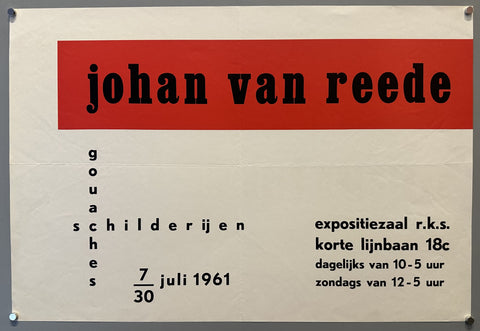 johan van reede
gouaches
schilderijen
7/30 juli 1961
expositiezaal r.k.s.
korte lijnbaan 18c
dagelijks van 10-5 uur
zondags van 12-5 uur